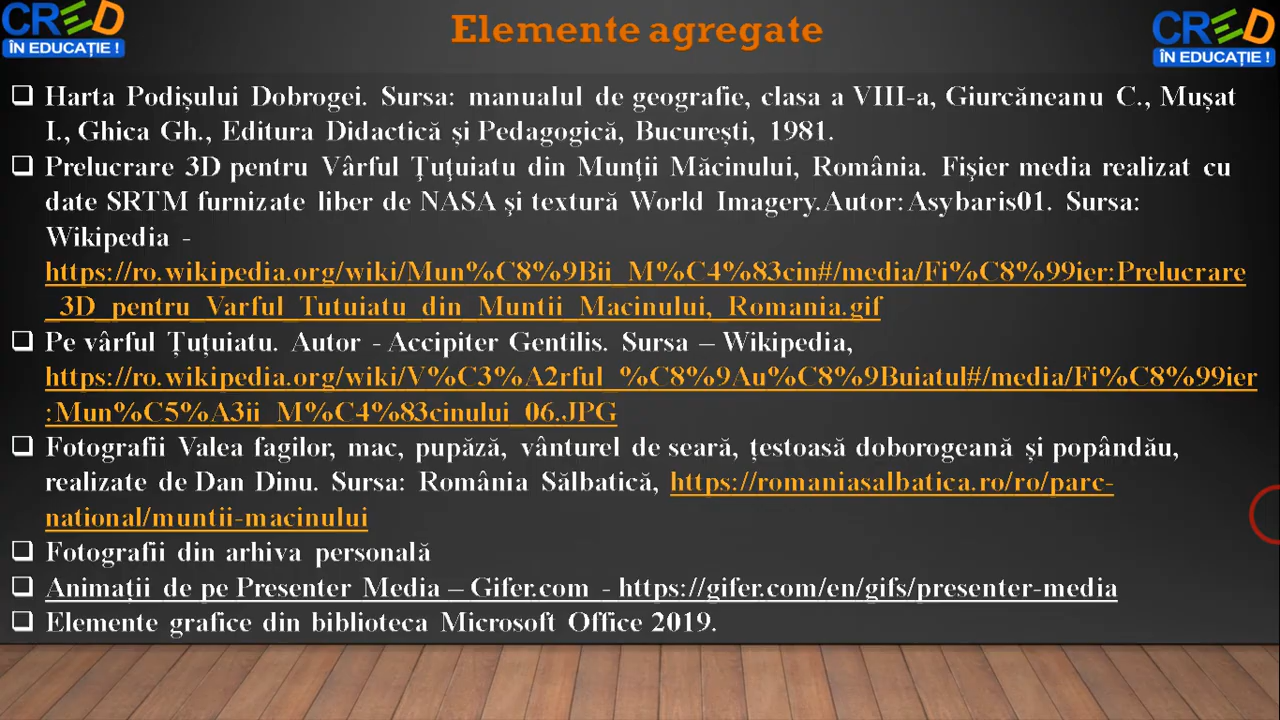 CRED
ÎN EDUCAȚIE !
Elemente agregate
CRED
ÎN EDUCAȚIE !
❑ Harta Podișului Dobrogei. Sursa: manualul de geografie, clasa a VIII-a, Giurcăneanu C., Mușat
I., Ghica Gh., Editura Didactică și Pedagogică, București, 1981.
❑ Prelucrare 3D pentru Vârful Ţuţuiatu din Munţii Măcinului, România. Fişier media realizat cu
date SRTM furnizate liber de NASA şi textură World Imagery.Autor:Asybaris01. Sursa:
Wikipedia -
https://ro.wikipedia.org/wiki/Mun%C8%9Bii_M%C4%83cin#/media/Fi%C8%99ier:Prelucrare
_3D_pentru_Varful_Tutuiatu_din_Muntii_Macinului,_Romania.gif
❑ Pe vârful Țuțuiatu. Autor - Accipiter Gentilis. Sursa – Wikipedia,
https://ro.wikipedia.org/wiki/V%C3%A2rful_%C8%9Au%C8%9Buiatul#/media/Fi%C8%99ier
:Mun%C5%A3ii_M%C4%83cinului_06.JPG
❑ Fotografii Valea fagilor, mac, pupăză, vânturel de seară, țestoasă doborogeană și popândău,
realizate de Dan Dinu. Sursa: România Sălbatică, https://romaniasalbatica.ro/ro/parc-
national/muntii-macinului
❑ Fotografii din arhiva personală
❑ Animații de pe Presenter Media – Gifer.com - https://gifer.com/en/gifs/presenter-media
❑ Elemente grafice din biblioteca Microsoft Office 2019.